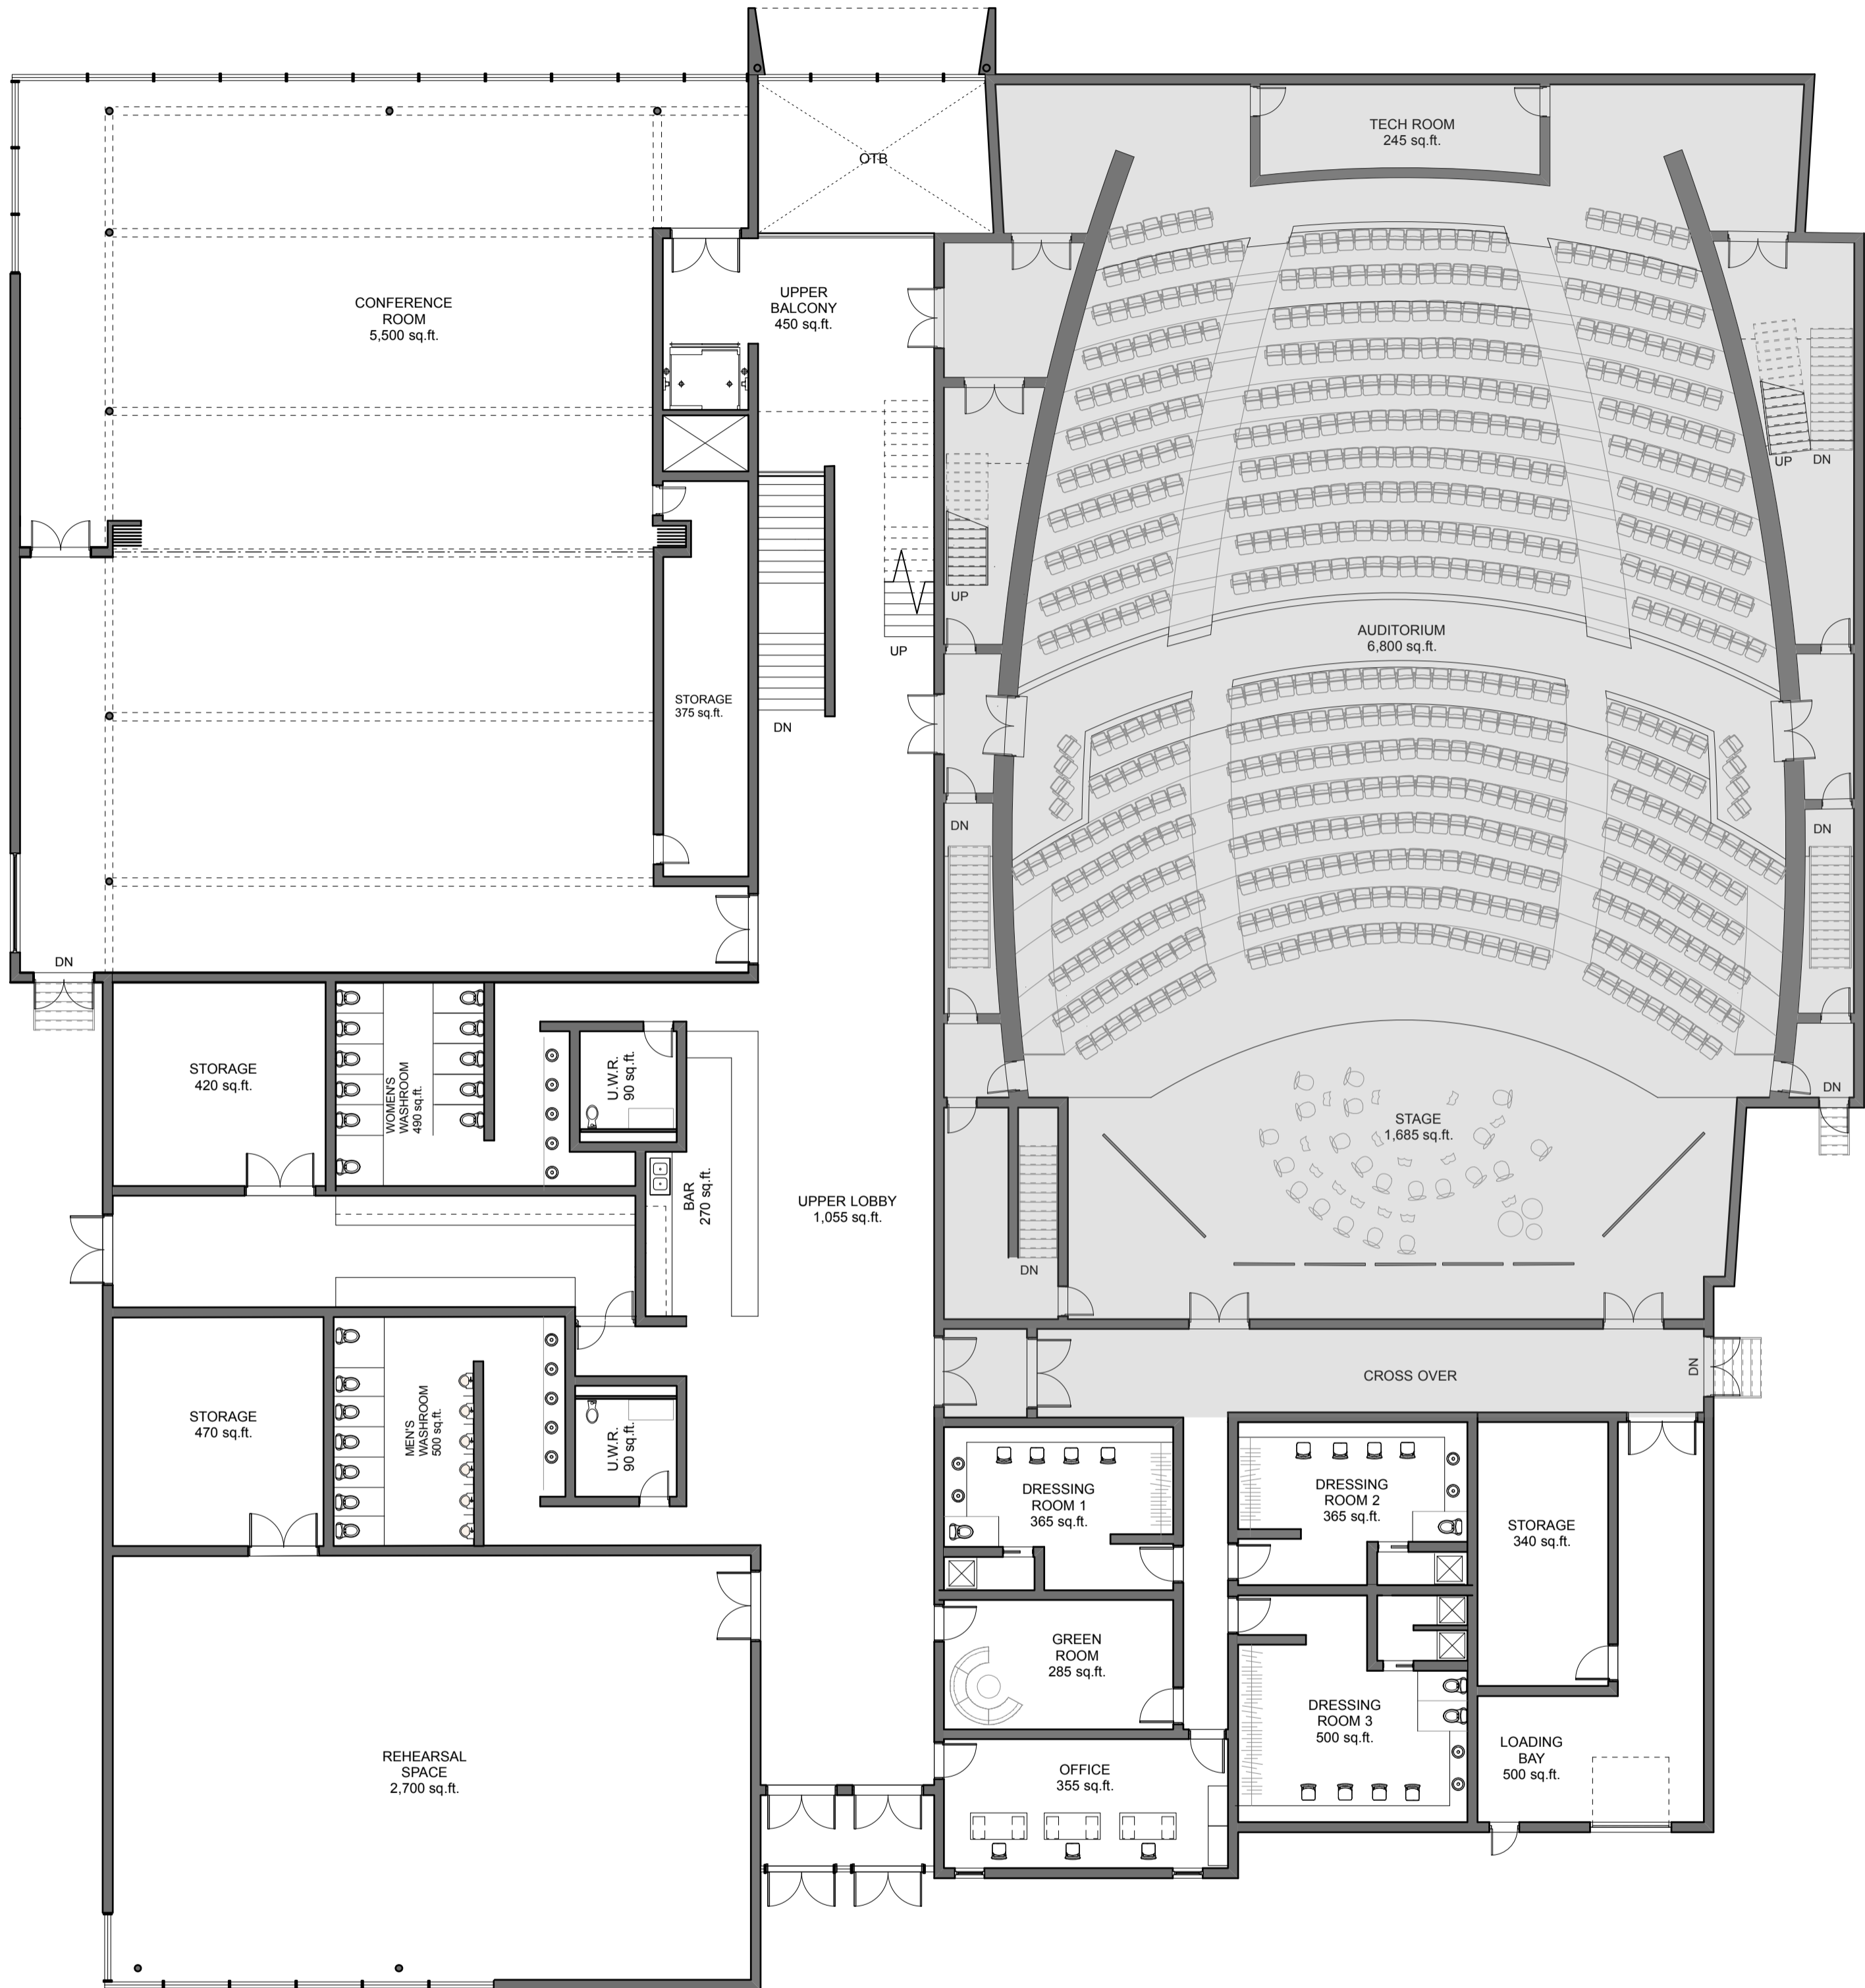 TECH ROOM
245 sq.ft.
OTB
CONFERENCE
ROOM
5,500 sq.ft.
UPPER
BALCONY
450 sq.ft.
UP
DN
UP
UP
AUDITORIUM
6,800 sq.ft.
STORAGE
375 sq.ft.
DN
DN
DN
DN
STORAGE
420 sq.ft.
WOMEN'S
WASHROOM
490 sq.ft.
U.W.R.
90 sq.ft.
DN
STAGE
1,685 sq.ft.
BAR
270 sq.ft.
UPPER LOBBY
1,055 sq.ft.
DN
CROSS OVER
DN
STORAGE
470 sq.ft.
MEN'S
WASHROOM
500 sq.ft.
U.W.R.
90 sq.ft.
DRESSING
ROOM 1
365 sq.ft.
DRESSING
ROOM 2
365 sq.ft.
STORAGE
340 sq.ft.
GREEN
ROOM
285 sq.ft.
DRESSING
ROOM 3
500 sq.ft.
LOADING
BAY
500 sq.ft.
REHEARSAL
SPACE
2,700 sq.ft.
OFFICE
355 sq.ft.